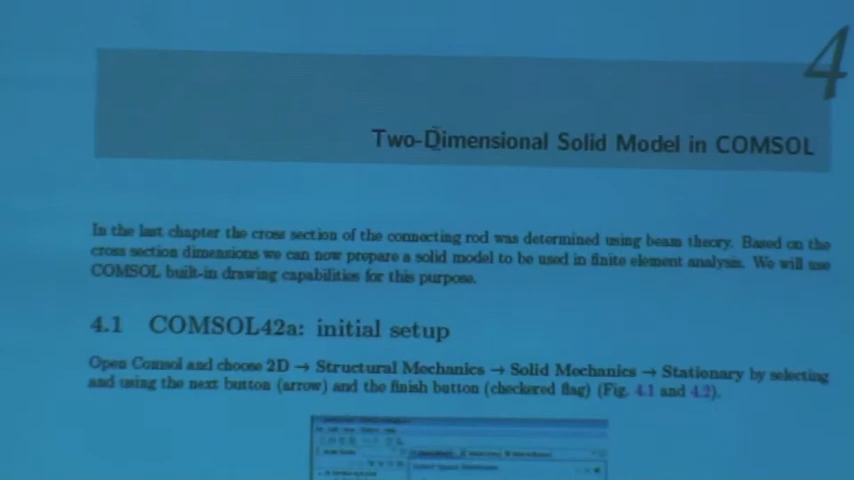 4
Two-Dimensional Solid Model in COMSOL
In the last chapter the cross section of the connecting rod was determined using beam theory. Based on the
cross section dimensions we can now prepare a solid model to be used in finite element analysis. We will use
COMSOL built-in drawing capabilities for this purpose.
4.1 COMSOL42a: initial setup
Open Comsol and choose 2D → Structural Mechanics → Solid Mechanics → Stationary by selecting
and using the next button (arrow) and the finish button (checkered flag) (Fig. 4.1 and 4.2).